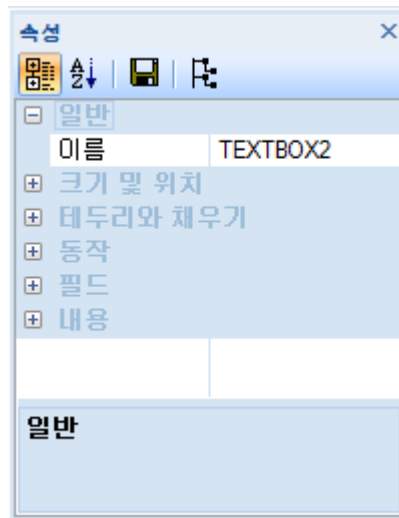 속성
일반
이름 TEXTBOX2
크기 및 위치
테두리와 채우기
동작
필드
내용
일반